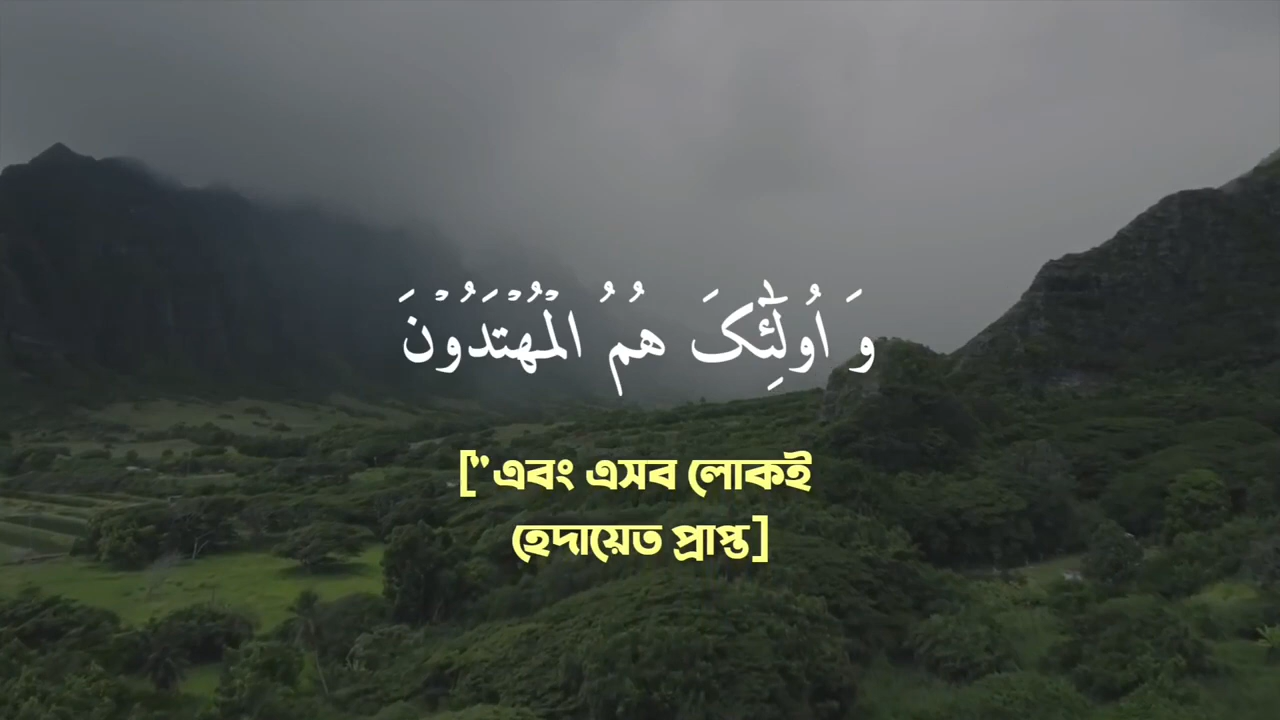 وَ اُولٰٓئِکَ ہُمُ الۡمُہۡتَدُوۡنَ
["এবং এসব লোকই
হেদায়েত প্রাপ্ত]